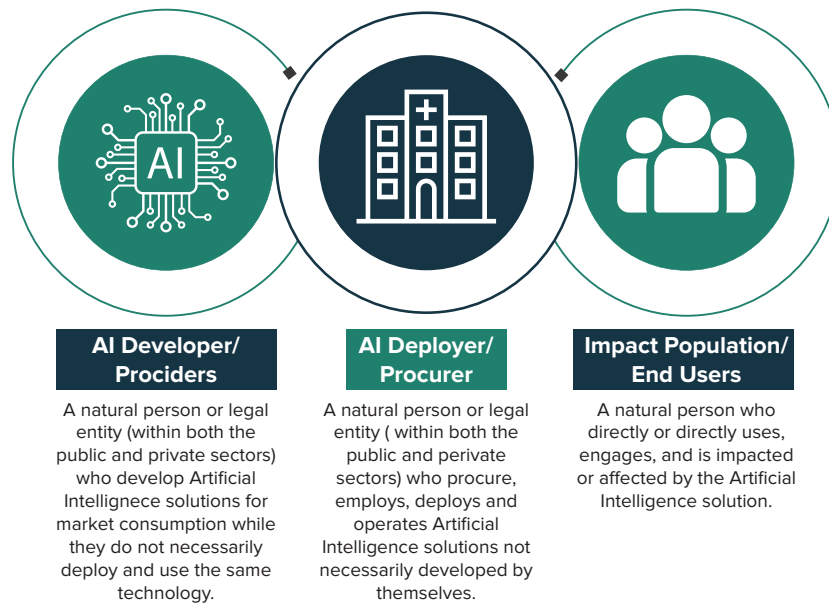 AI
AI Developer/
Prociders
A natural person or legal
entity (within both the
public and private sectors)
who develop Artificial
Intellignece solutions for
market consumption while
they do not necessarily
deploy and use the same
technology.
AI Deployer/
Procurer
A natural person or legal
entity ( within both the
public and perivate
sectors) who procure,
employs, deploys and
operates Artificial
Intelligence solutions not
necessarily developed by
themselves.
Impact Population/
End Users
A natural person who
directly or directly uses,
engages, and is impacted
or affected by the Artificial
Intelligence solution.